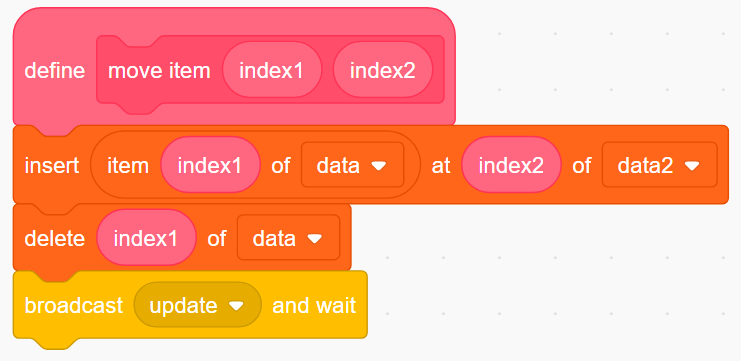 define move item index1 index2
insert item index1 of data at index2 of data2
delete index1 of data
broadcast update and wait